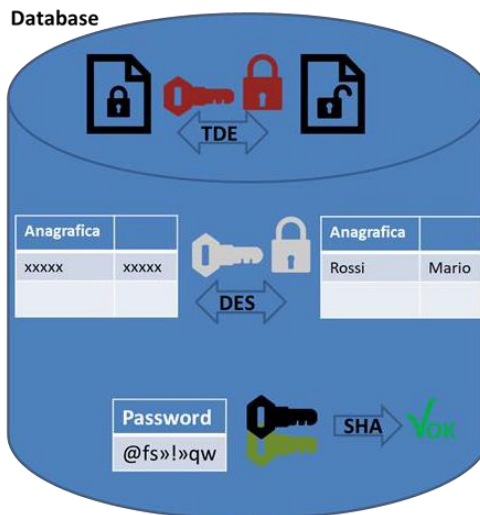 Database
TDE
Anagrafica
xxxxx xxxxx
DES
Anagrafica
Rossi Mario
Password
@fs»!»qw
SHA
OK